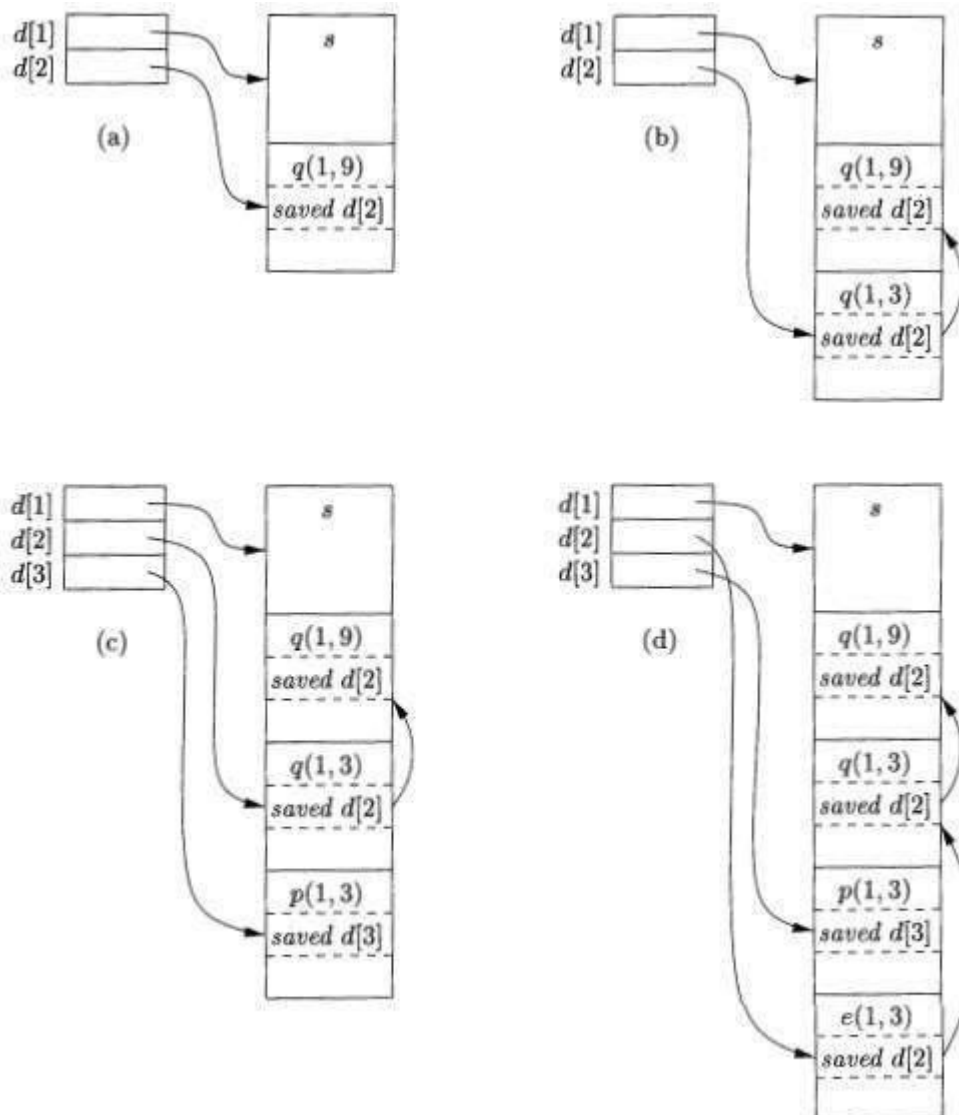 d[1]
d[2]
s
(a)
q(1, 9)
saved d[2]
d[1]
d[2]
s
(b)
q(1, 9)
saved d[2]
q(1, 3)
saved d[2]
d[1]
d[2]
d[3]
s
(c)
q(1, 9)
saved d[2]
q(1, 3)
saved d[2]
p(1, 3)
saved d[3]
d[1]
d[2]
d[3]
s
(d)
q(1, 9)
saved d[2]
q(1, 3)
saved d[2]
p(1, 3)
saved d[3]
e(1, 3)
saved d[2]